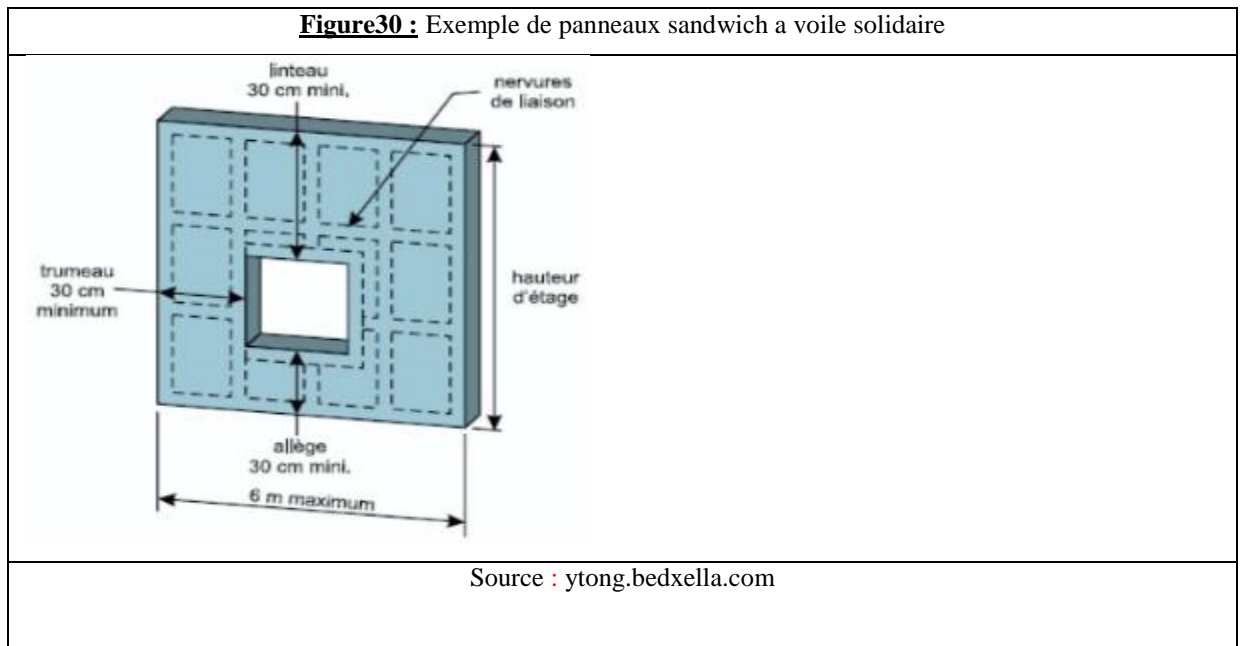 Figure30 : Exemple de panneaux sandwich a voile solidaire
linteau
30 cm mini.
nervures
de liaison
trumeau
30 cm
minimum
hauteur
d'étage
allège
30 cm mini.
6 m maximum
Source : ytong.bedxella.com